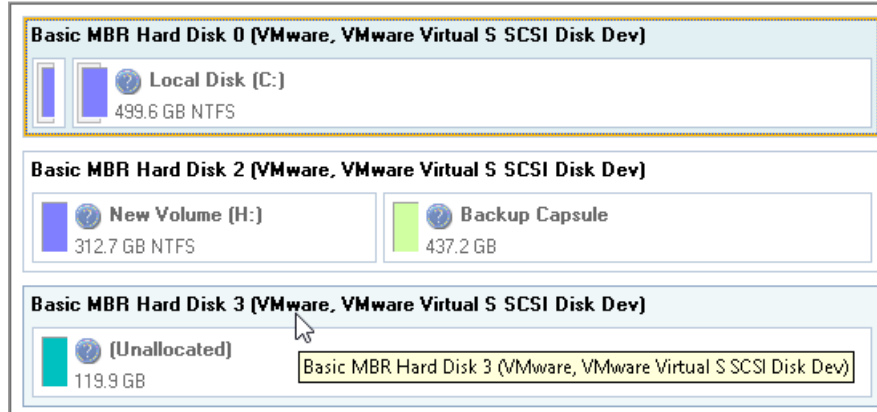 Basic MBR Hard Disk 0 (VMware, VMware Virtual S SCSI Disk Dev)
Local Disk (C:)
499.6 GB NTFS
Basic MBR Hard Disk 2 (VMware, VMware Virtual S SCSI Disk Dev)
New Volume (H:)
312.7 GB NTFS
Backup Capsule
437.2 GB
Basic MBR Hard Disk 3 (VMware, VMware Virtual S SCSI Disk Dev)
(Unallocated)
119.9 GB
Basic MBR Hard Disk 3 (VMware, VMware Virtual S SCSI Disk Dev)